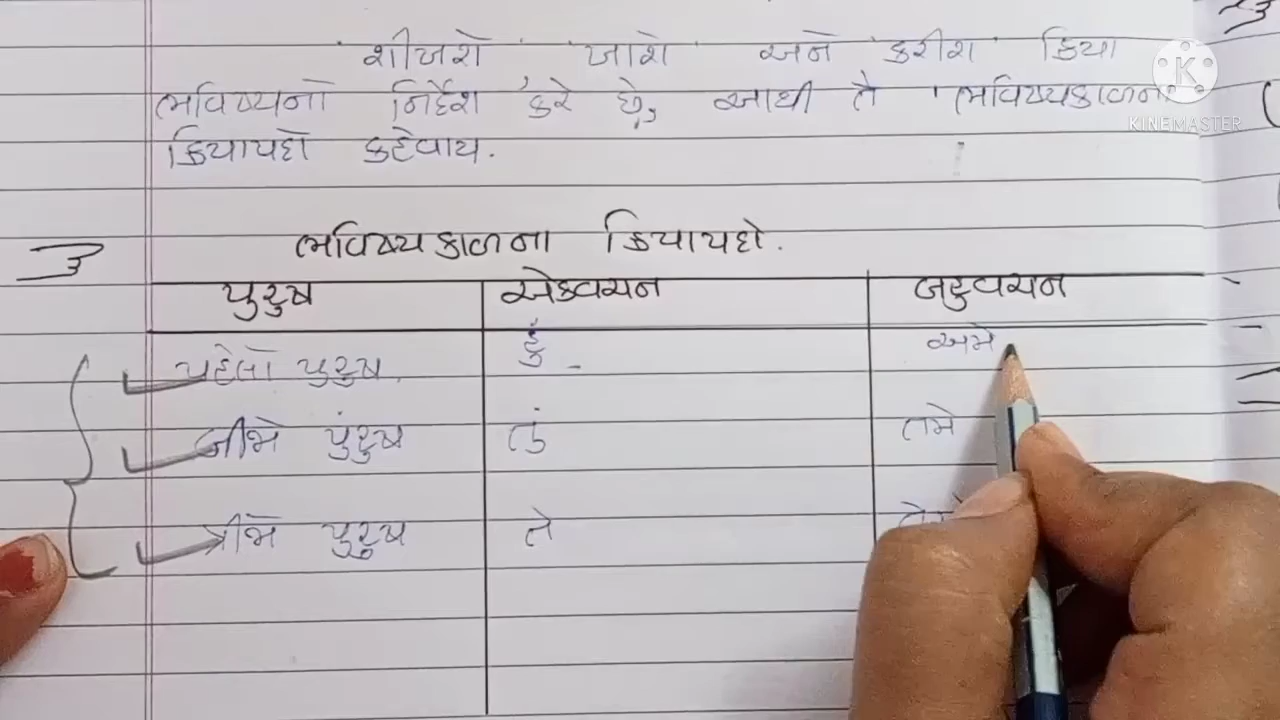 'શીખશે' 'ખાશે' અને 'કરીશ' ક્રિયા
KINEMASTER
ભવિષ્યનો નિર્દેશ કરે છે, આથી તે 'ભવિષ્યકાળના
ક્રિયાપદો કહેવાય.
ભવિષ્યકાળના ક્રિયાપદો.
પુરુષ એકવચન બહુવચન
પહેલો પુરુષ હું - અમે
બીજો પુરુષ તું તમે
ત્રીજો પુરુષ તે